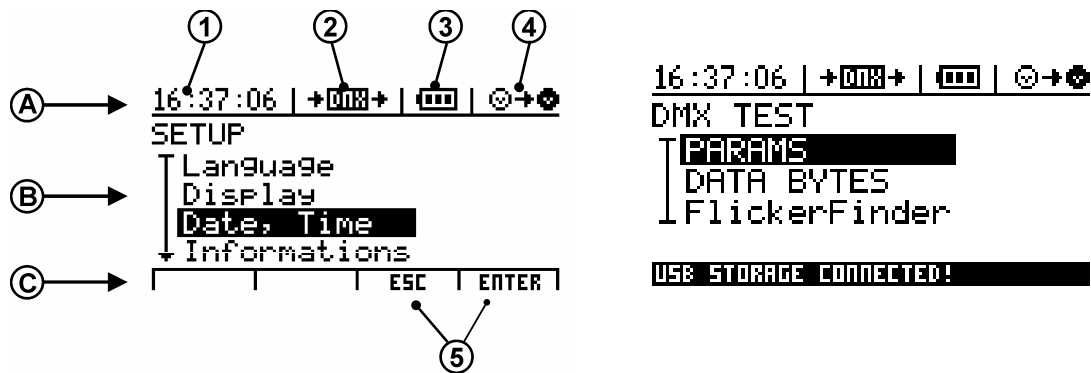 1 2 3 4
A 16:37:06 | DMX
SETUP
Language
B Display
Date, Time
Informations
C ESC ENTER
5
16:37:06 | DMX
DMX TEST
PARAMS
DATA BYTES
FlickerFinder
USB STORAGE CONNECTED!